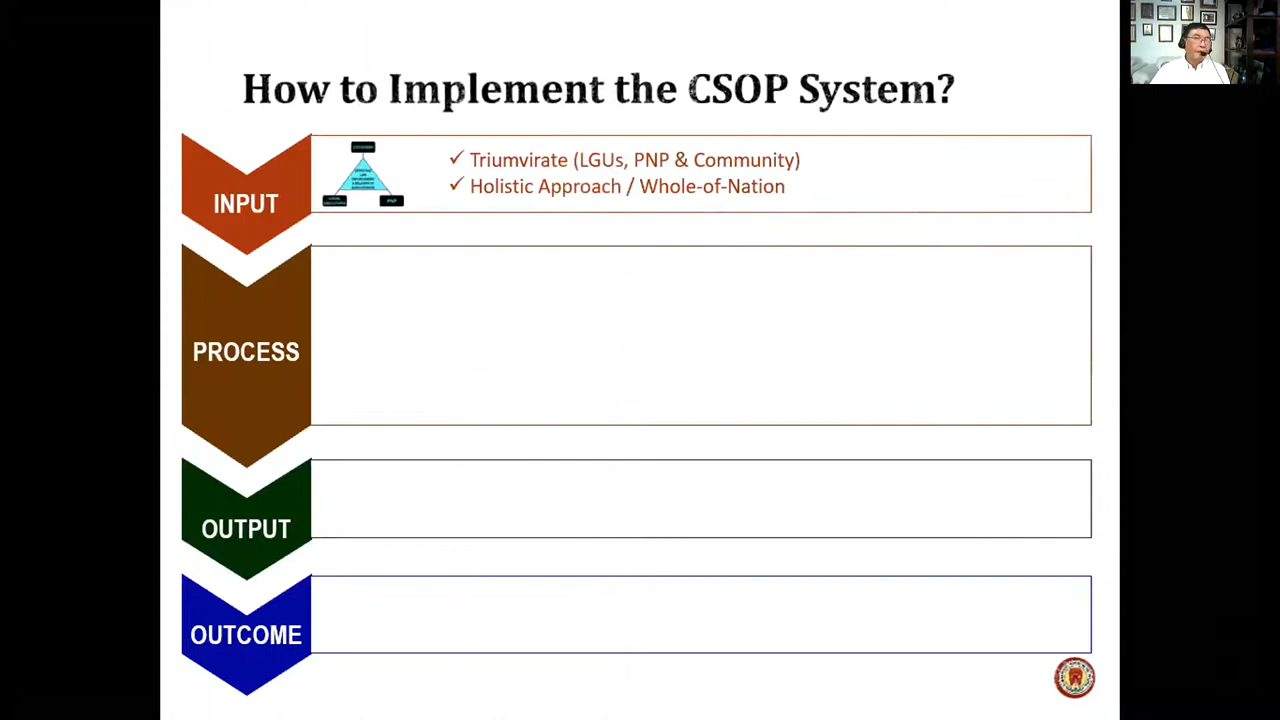 How to Implement the CSOP System?
INPUT
✓ Triumvirate (LGUs, PNP & Community)
✓ Holistic Approach / Whole-of-Nation
PROCESS
OUTPUT
OUTCOME